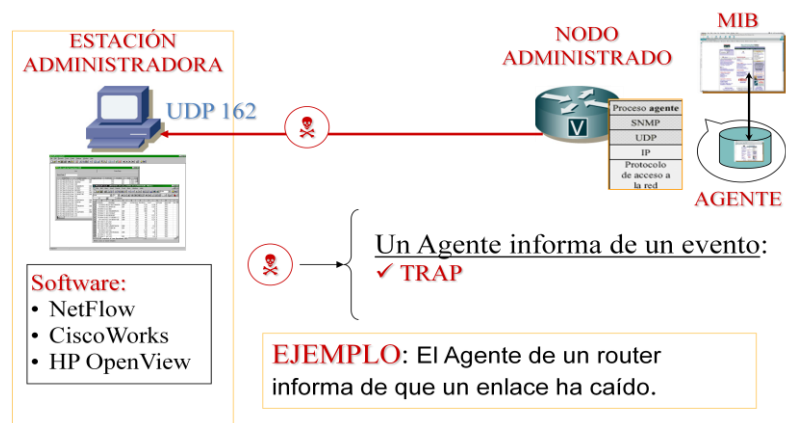 ESTACIÓN
ADMINISTRADORA
UDP 162
NODO
ADMINISTRADO
MIB
V
Proceso agente
SNMP
UDP
IP
Protocolo
de acceso a
la red
AGENTE
Software:
• NetFlow
• CiscoWorks
• HP OpenView
Un Agente informa de un evento:
✓ TRAP
EJEMPLO: El Agente de un router
informa de que un enlace ha caído.